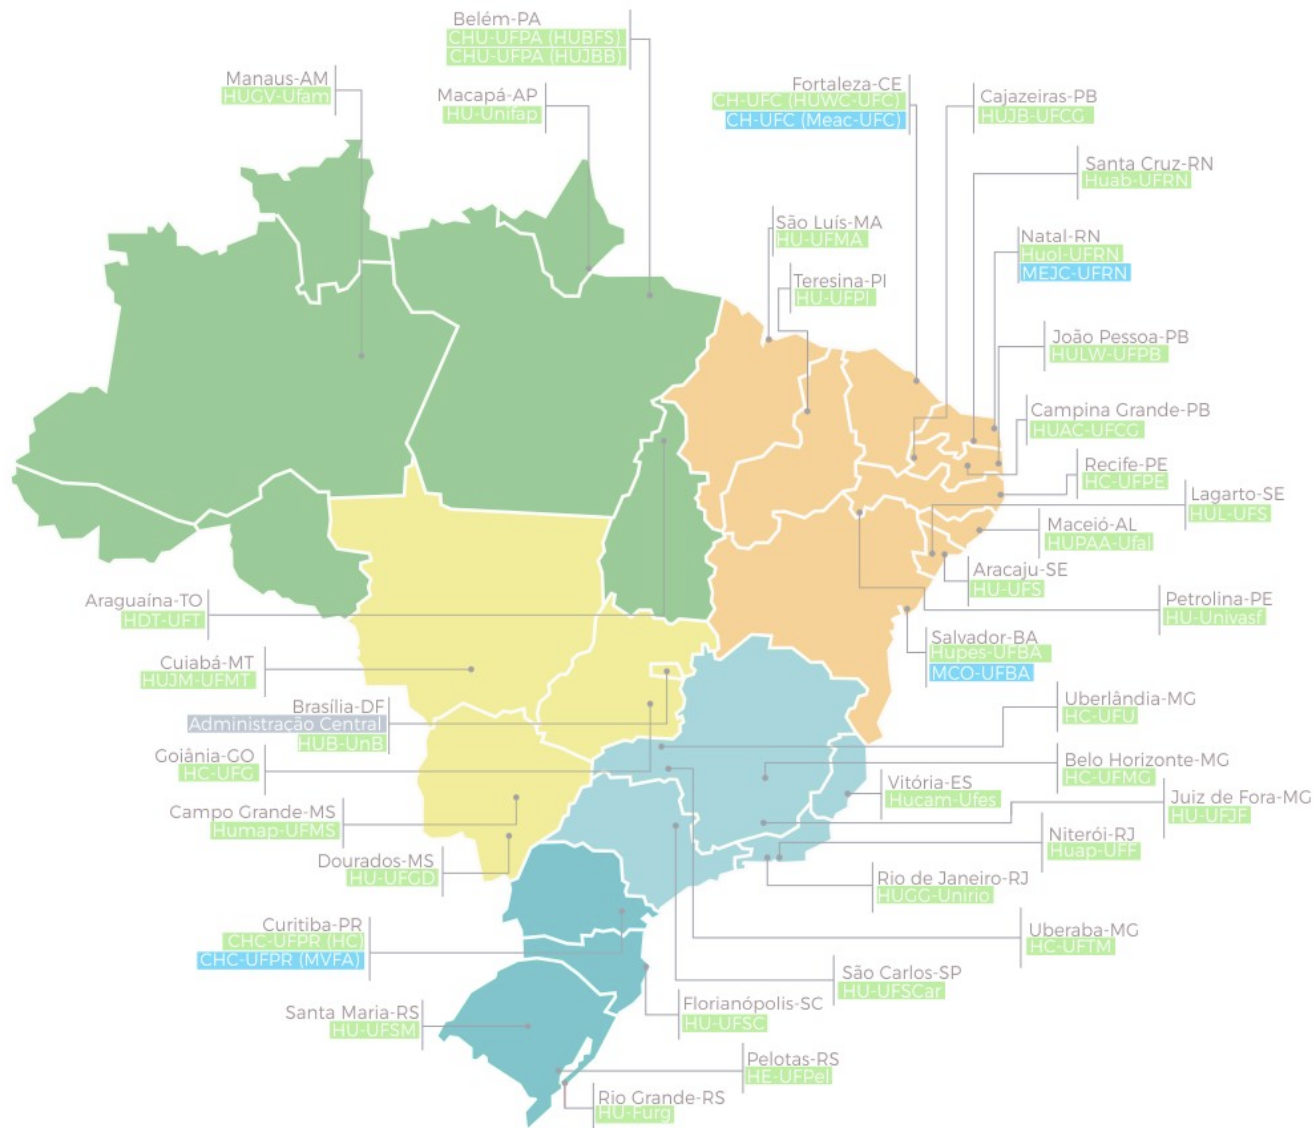 Belém-PA
CHU-UFPA (HUBFS)
CHU-UFPA (HUJBB)
Manaus-AM
HUGV-Ufam
Macapá-AP
HU-Unifap
Fortaleza-CE
CH-UFC (HUWC-UFC)
CH-UFC (Meac-UFC)
Cajazeiras-PB
HUJB-UFCG
Santa Cruz-RN
Huab-UFRN
São Luís-MA
HU-UFMA
Natal-RN
Huol-UFRN
MEJC-UFRN
Teresina-PI
HU-UFPI
João Pessoa-PB
HULW-UFPB
Campina Grande-PB
HUAC-UFCG
Recife-PE
HC-UFPE
Lagarto-SE
HUL-UFS
Maceió-AL
HUPAA-Ufal
Aracaju-SE
HU-UFS
Petrolina-PE
HU-Univasf
Araguaína-TO
HDT-UFT
Salvador-BA
Hupes-UFBA
MCO-UFBA
Cuiabá-MT
HUJM-UFMT
Brasília-DF
Administração Central
HUB-UnB
Uberlândia-MG
HC-UFU
Goiânia-GO
HC-UFG
Belo Horizonte-MG
HC-UFMG
Vitória-ES
Hucam-Ufes
Juiz de Fora-MG
HU-UFJF
Campo Grande-MS
Humap-UFMS
Niterói-RJ
Huap-UFF
Dourados-MS
HU-UFGD
Rio de Janeiro-RJ
HUGG-Unirio
Curitiba-PR
CHC-UFPR (HC)
CHC-UFPR (MVFA)
Uberaba-MG
HC-UFTM
São Carlos-SP
HU-UFSCar
Florianópolis-SC
HU-UFSC
Santa Maria-RS
HU-UFSM
Pelotas-RS
HE-UFPel
Rio Grande-RS
HU-Furg